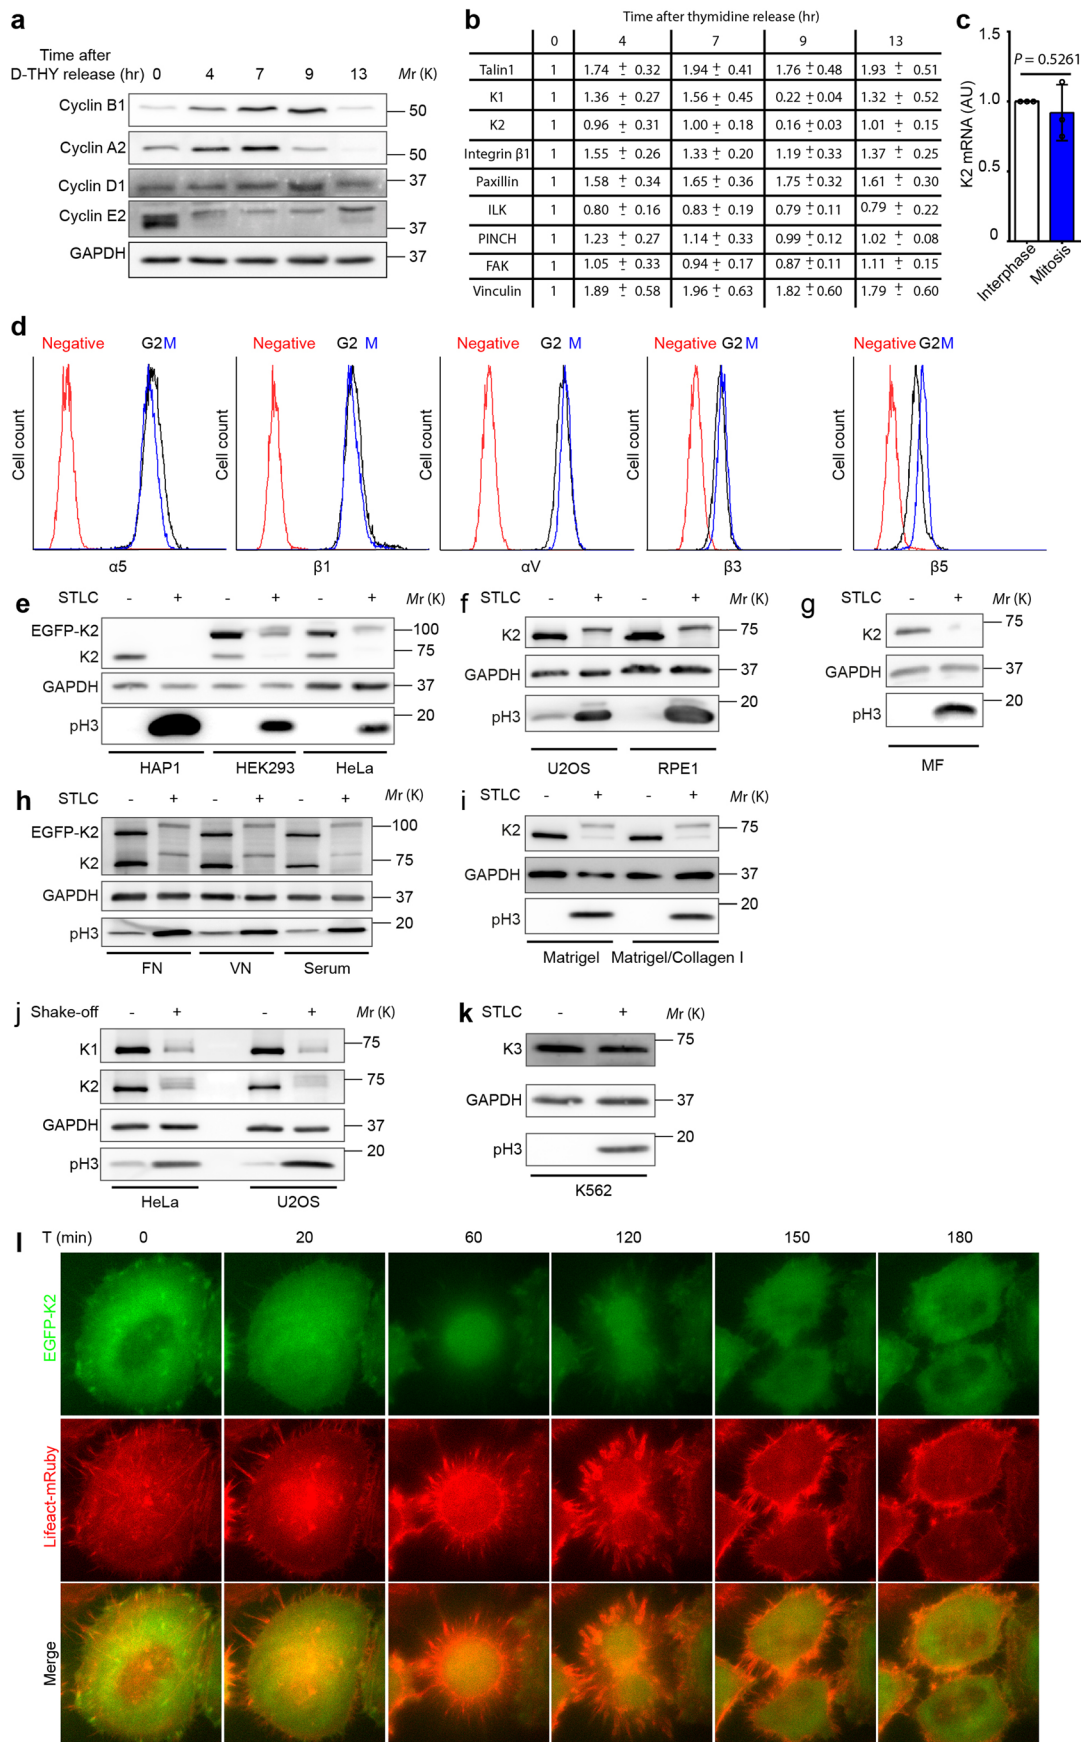 a
Time after
D-THY release (hr) 0 4 7 9 13 Mr (K)
Cyclin B1 50
Cyclin A2 50
Cyclin D1 37
Cyclin E2 37
GAPDH 37
b
Time after thymidine release (hr)
0 4 7 9 13
Talin1 1 1.74 ± 0.32 1.94 ± 0.41 1.76 ± 0.48 1.93 ± 0.51
K1 1 1.36 ± 0.27 1.56 ± 0.45 0.22 ± 0.04 1.32 ± 0.52
K2 1 0.96 ± 0.31 1.00 ± 0.18 0.16 ± 0.03 1.01 ± 0.15
Integrin β1 1 1.55 ± 0.26 1.33 ± 0.20 1.19 ± 0.33 1.37 ± 0.25
Paxillin 1 1.58 ± 0.34 1.65 ± 0.36 1.75 ± 0.32 1.61 ± 0.30
ILK 1 0.80 ± 0.16 0.83 ± 0.19 0.79 ± 0.11 0.79 ± 0.22
PINCH 1 1.23 ± 0.27 1.14 ± 0.33 0.99 ± 0.12 1.02 ± 0.08
FAK 1 1.05 ± 0.33 0.94 ± 0.17 0.87 ± 0.11 1.11 ± 0.15
Vinculin 1 1.89 ± 0.58 1.96 ± 0.63 1.82 ± 0.60 1.79 ± 0.60
c
K2 mRNA (AU)
1.5
1.0
0.5
0
P = 0.5261
Interphase
Mitosis
d
Negative G2 M
Cell count
α5
Negative G2 M
Cell count
β1
Negative G2 M
Cell count
αV
Negative G2 M
Cell count
β3
Negative G2 M
Cell count
β5
e
STLC - + - + - + Mr (K)
EGFP-K2 100
K2 75
GAPDH 37
pH3 20
HAP1 HEK293 HeLa
f
STLC - + - + Mr (K)
K2 75
GAPDH 37
pH3 20
U2OS RPE1
g
STLC - + Mr (K)
K2 75
GAPDH 37
pH3 20
MF
h
STLC - + - + - + Mr (K)
EGFP-K2 100
K2 75
GAPDH 37
pH3 20
FN VN Serum
i
STLC - + - + Mr (K)
K2 75
GAPDH 37
pH3 20
Matrigel Matrigel/Collagen I
j
Shake-off - + - + Mr (K)
K1 75
K2 75
GAPDH 37
pH3 20
HeLa U2OS
k
STLC - + Mr (K)
K3 75
GAPDH 37
pH3 20
K562
l
T (min) 0 20 60 120 150 180
EGFP-K2
Lifeact-mRuby
Merge